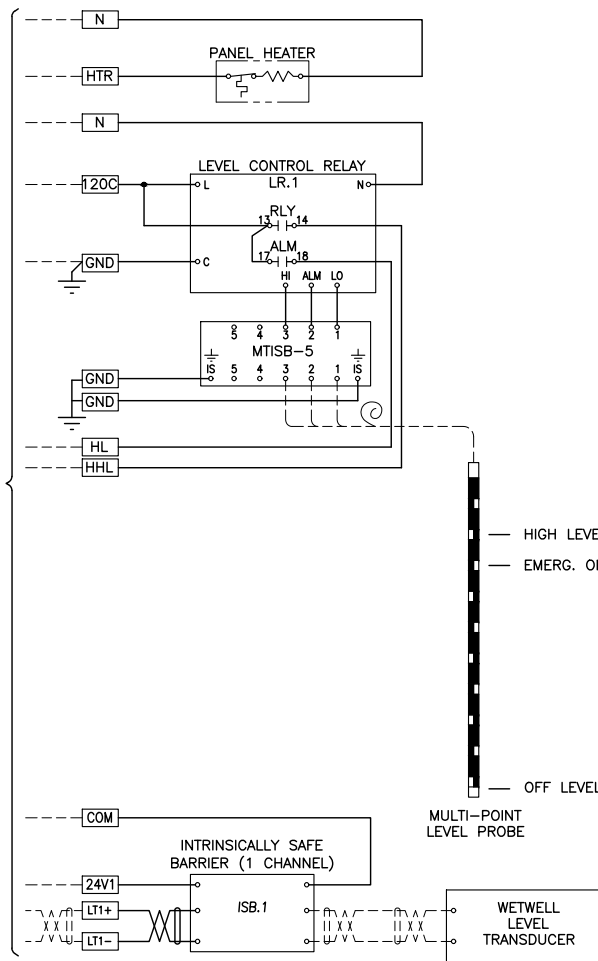 N
PANEL HEATER
HTR
N
LEVEL CONTROL RELAY
120C
L
LR.1
N
RLY
13
14
ALM
17
18
GND
C
HI ALM LO
5 4 3 2 1
MTISB-5
IS 5 4 3 2 1 IS
GND
GND
HL
HHL
HIGH LEVE
EMERG. O
OFF LEVEL
MULTI-POINT
LEVEL PROBE
COM
INTRINSICALLY SAFE
BARRIER (1 CHANNEL)
24V1
ISB.1
LT1+
WETWELL
LEVEL
TRANSDUCER
LT1-